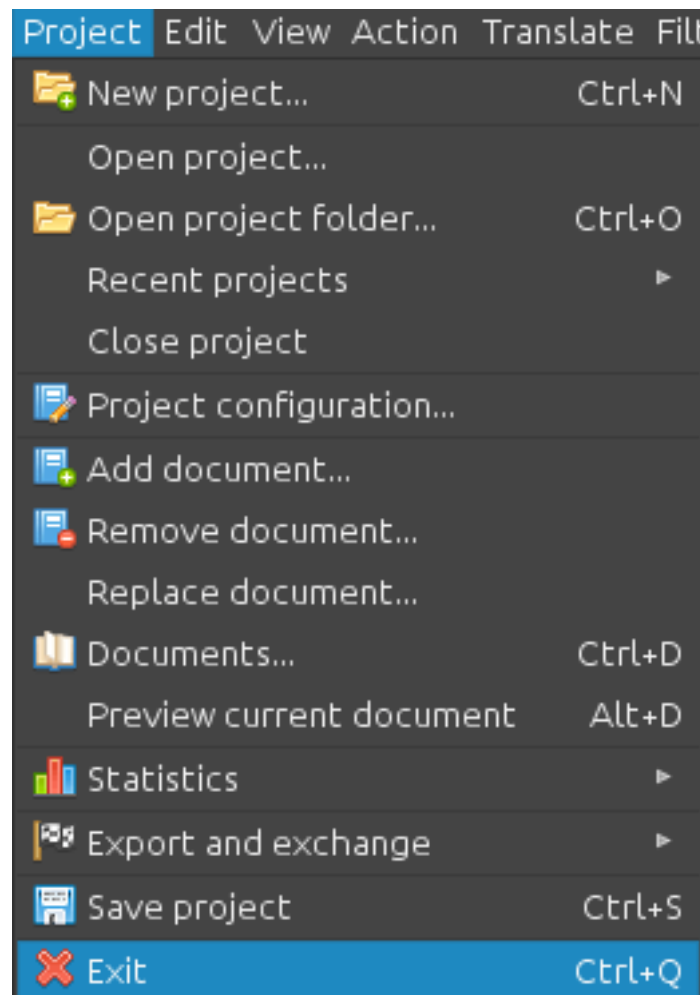 Project Edit View Action Translate
New project... Ctrl+N
Open project...
Open project folder... Ctrl+O
Recent projects
Close project
Project configuration...
Add document...
Remove document...
Replace document...
Documents... Ctrl+D
Preview current document Alt+D
Statistics
Export and exchange
Save project Ctrl+S
Exit Ctrl+Q